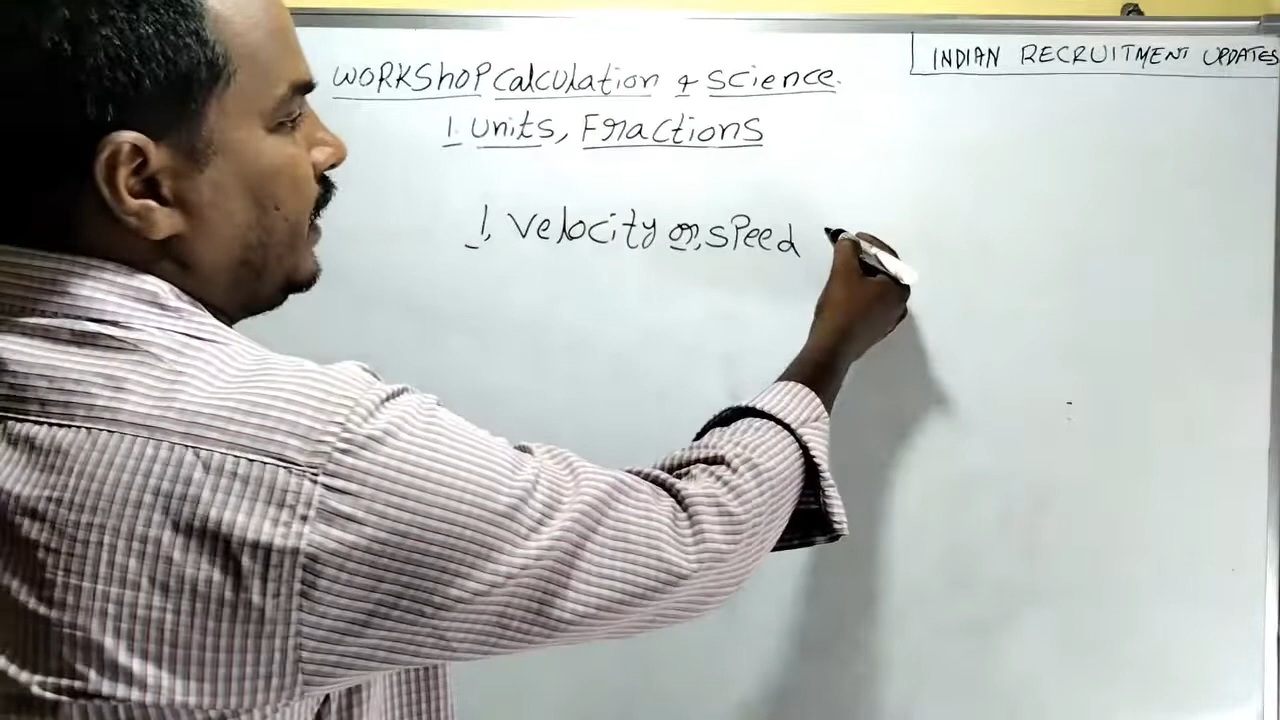 WORKSHOP Calculation & Science.
INDIAN RECRUITMENT UPDATES
1. Units, Fractions
1, Velocity or, speed